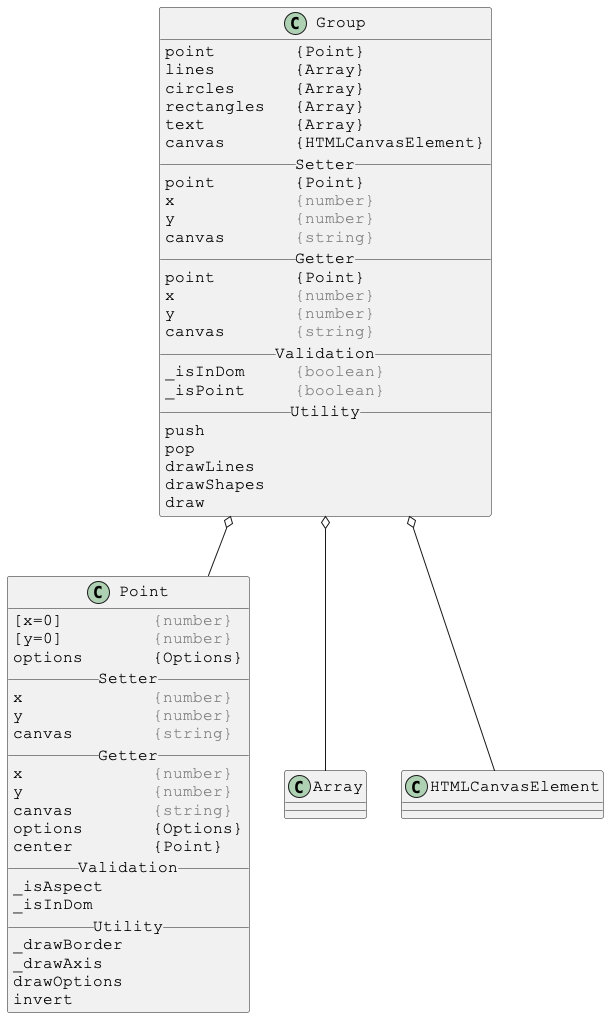 C Group
point {Point}
lines {Array}
circles {Array}
rectangles {Array}
text {Array}
canvas {HTMLCanvasElement}
Setter
point {Point}
x {number}
y {number}
canvas {string}
Getter
point {Point}
x {number}
y {number}
canvas {string}
Validation
_isInDom {boolean}
_isPoint {boolean}
Utility
push
pop
drawLines
drawShapes
draw
C Point
[x=0] {number}
[y=0] {number}
options {Options}
Setter
x {number}
y {number}
canvas {string}
Getter
x {number}
y {number}
canvas {string}
options {Options}
center {Point}
Validation
_isAspect
_isInDom
Utility
_drawBorder
_drawAxis
drawOptions
invert
C Array
C HTMLCanvasElement